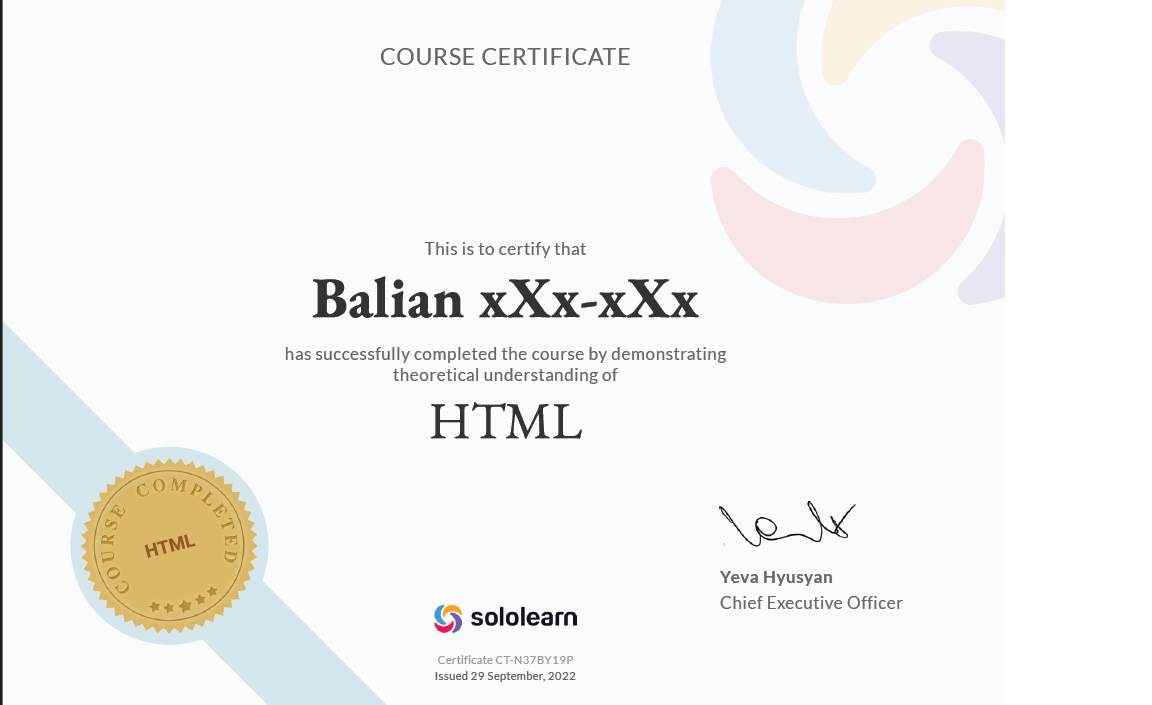 COURSE CERTIFICATE
This is to certify that
Balian xXx-xXx
has successfully completed the course by demonstrating
theoretical understanding of
HTML
COURSE COMPLETED
HTML
Yeva Hyusyan
Chief Executive Officer
sololearn
Certificate CT-N37BY19P
Issued 29 September, 2022